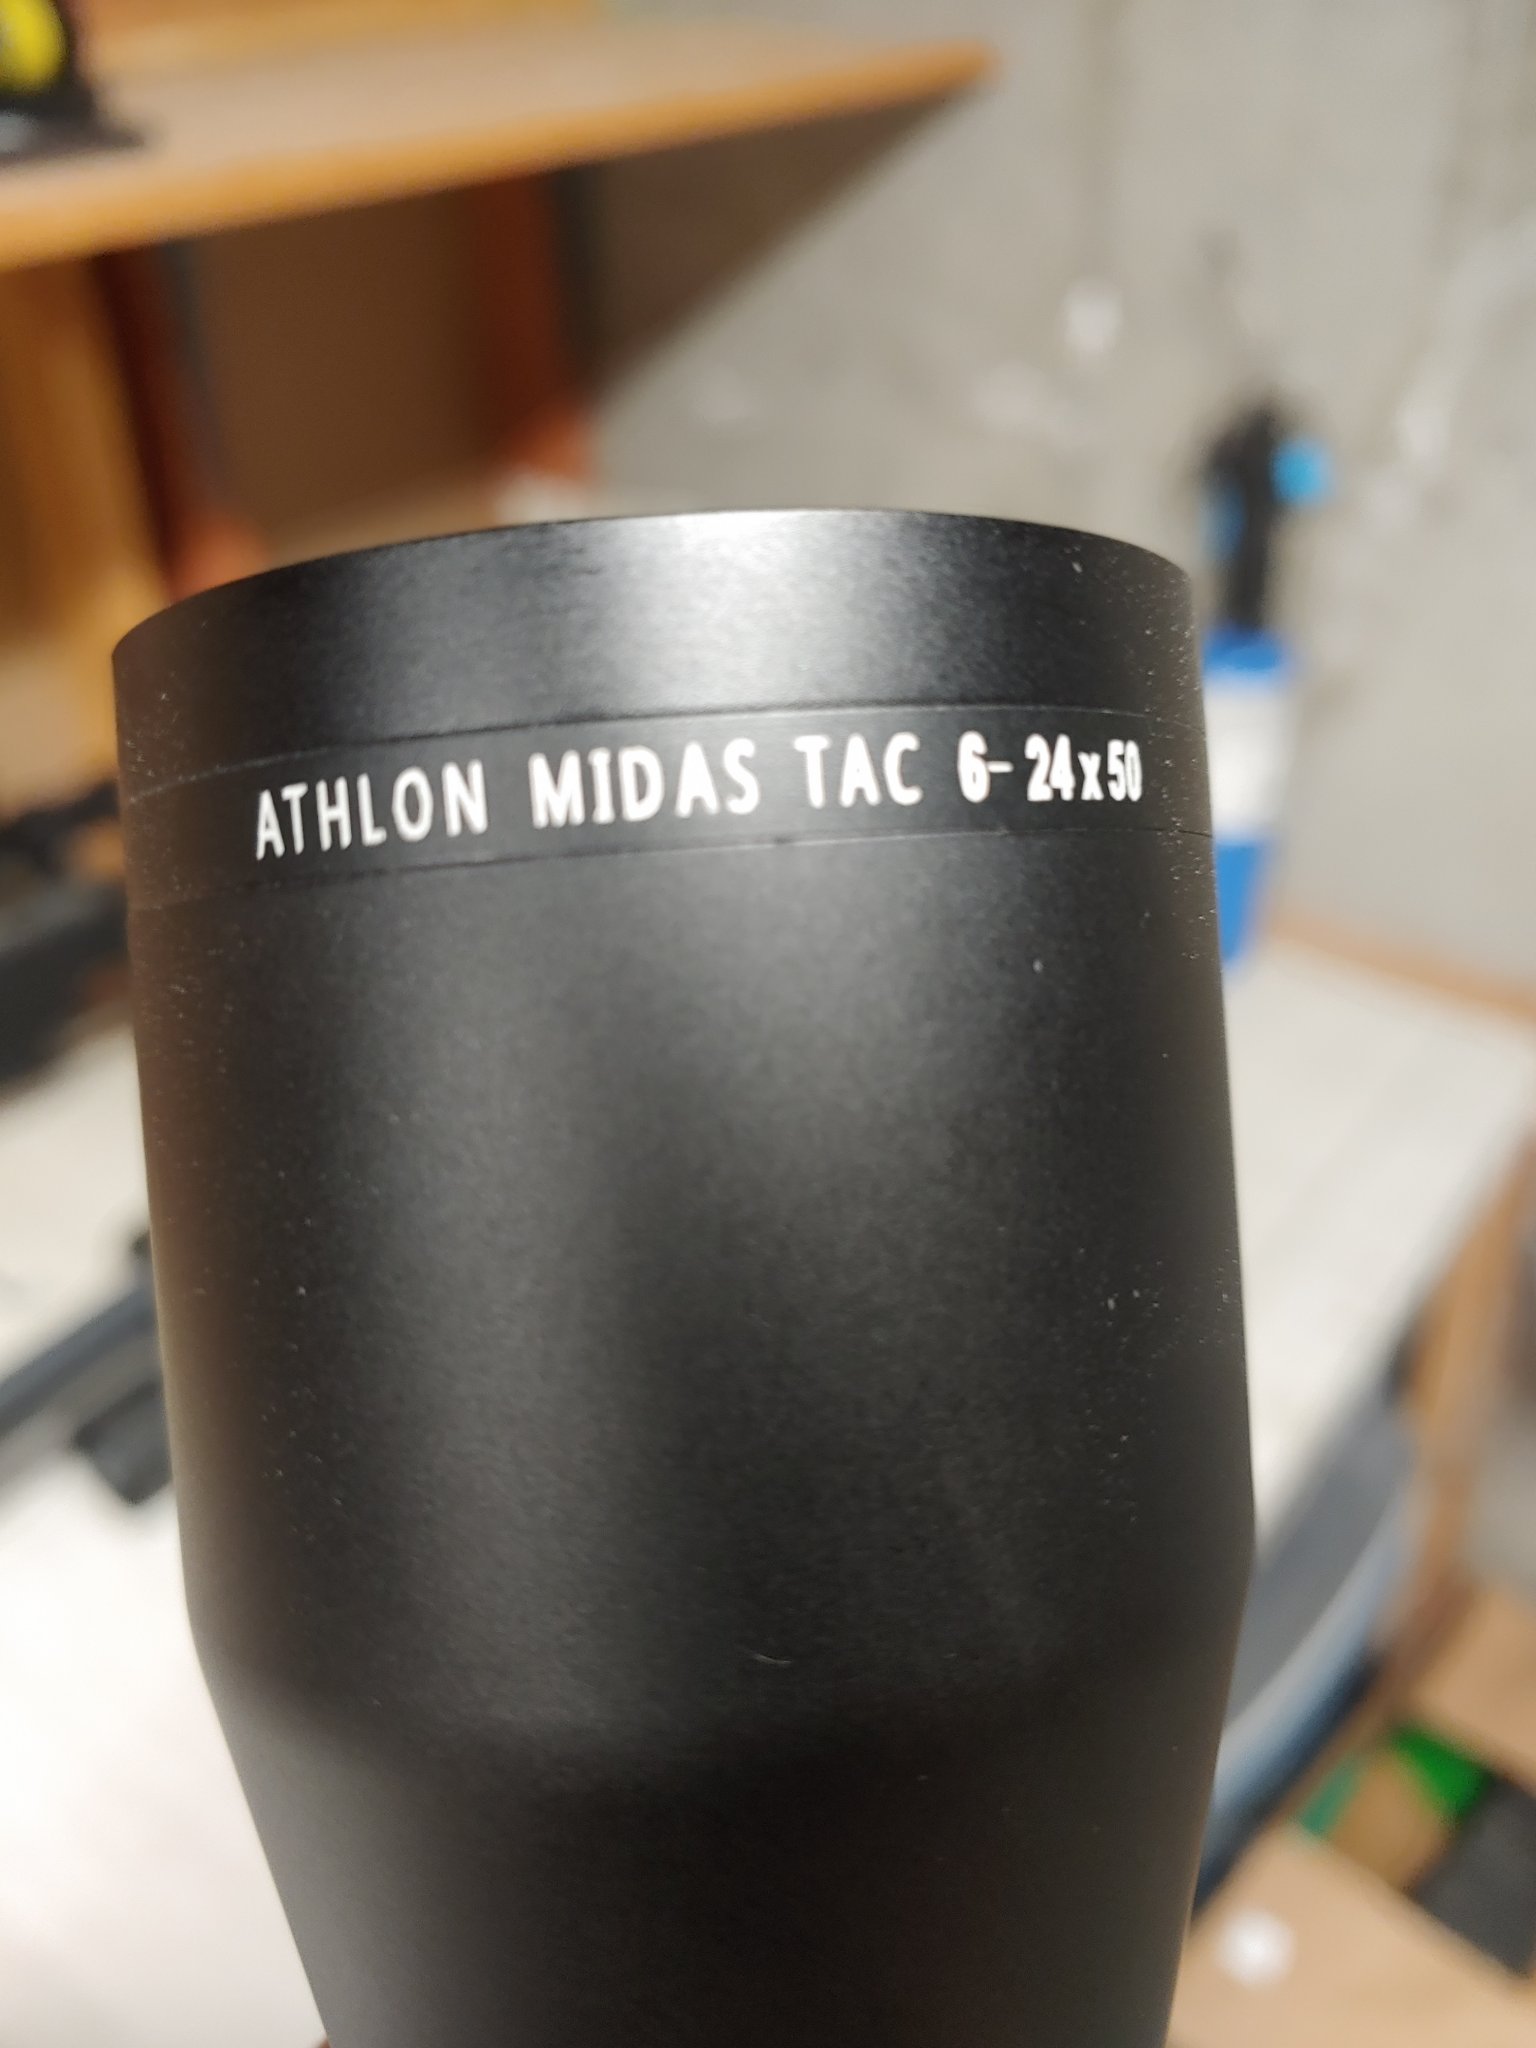 ATHLON MIDAS TAC 6-24x50